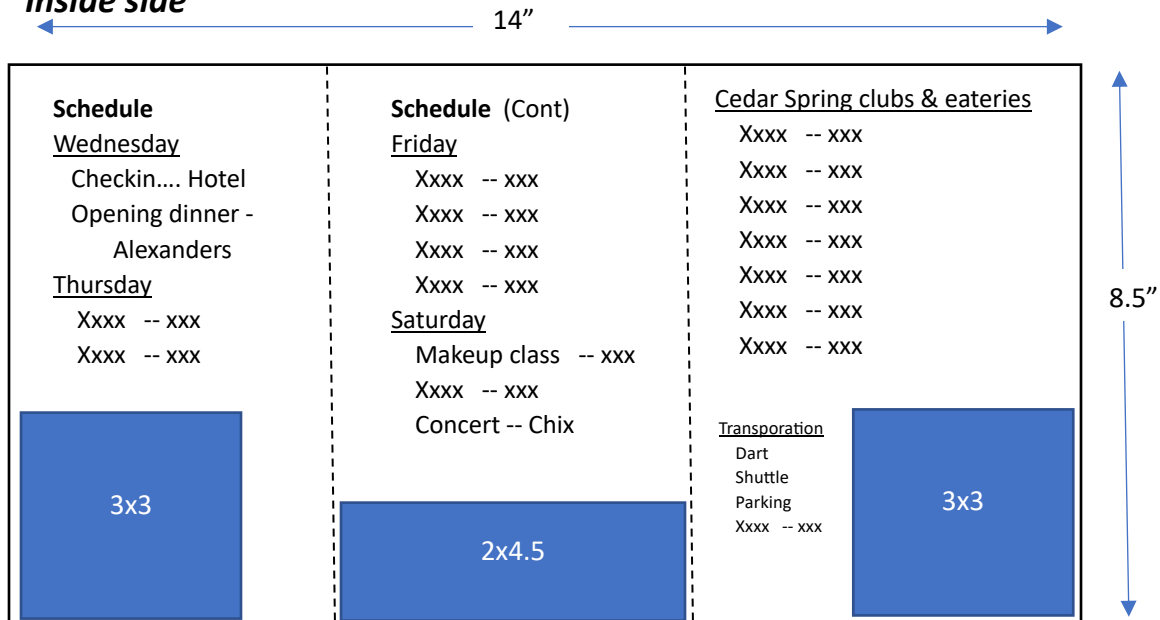 Inside side
14”
Schedule
Wednesday
Checkin.... Hotel
Opening dinner -
Alexanders
Thursday
Xxxx -- xxx
Xxxx -- xxx
3x3
Schedule (Cont)
Friday
Xxxx -- xxx
Xxxx -- xxx
Xxxx -- xxx
Xxxx -- xxx
Saturday
Makeup class -- xxx
Xxxx -- xxx
Concert -- Chix
2x4.5
Cedar Spring clubs & eateries
Xxxx -- xxx
Xxxx -- xxx
Xxxx -- xxx
Xxxx -- xxx
Xxxx -- xxx
Xxxx -- xxx
Xxxx -- xxx
Transporation
Dart
Shuttle
Parking
Xxxx -- xxx
3x3
8.5”